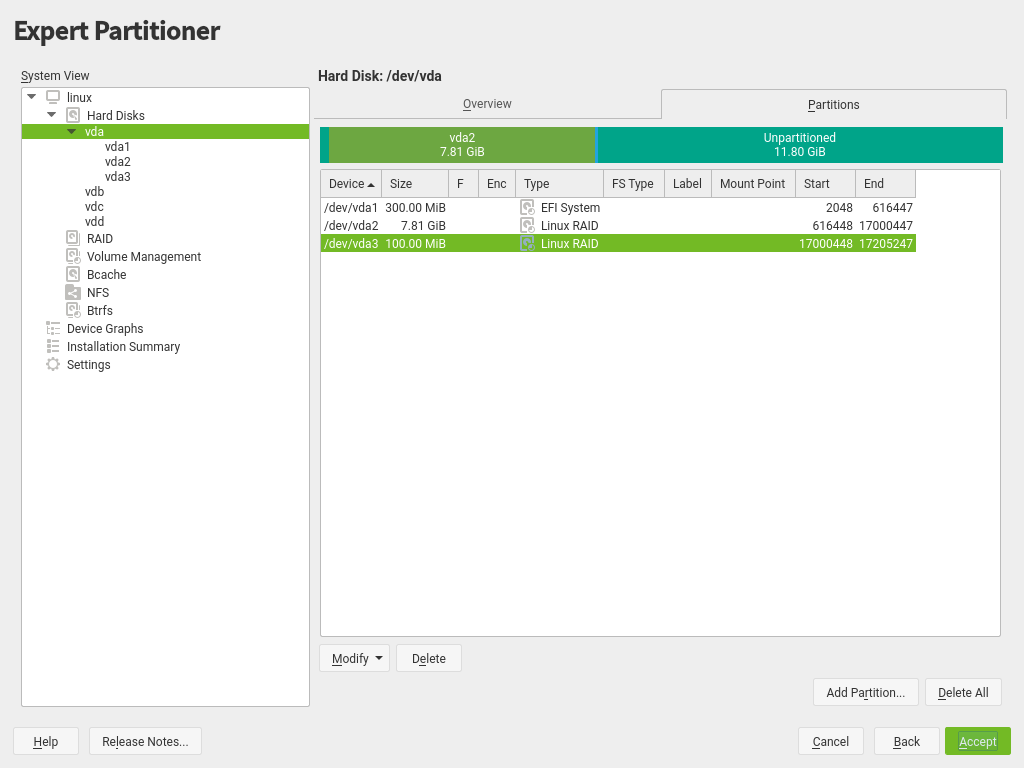 Expert Partitioner
System View
linux
Hard Disks
vda
vda1
vda2
vda3
vdb
vdc
vdd
RAID
Volume Management
Bcache
NFS
Btrfs
Device Graphs
Installation Summary
Settings
Hard Disk: /dev/vda
Overview Partitions
vda2 Unpartitioned
7.81 GiB 11.80 GiB
Device Size F Enc Type FS Type Label Mount Point Start End
/dev/vda1 300.00 MiB EFI System 2048 616447
/dev/vda2 7.81 GiB Linux RAID 616448 17000447
/dev/vda3 100.00 MiB Linux RAID 17000448 17205247
Modify Delete
Add Partition... Delete All
Help Release Notes... Cancel Back Accept